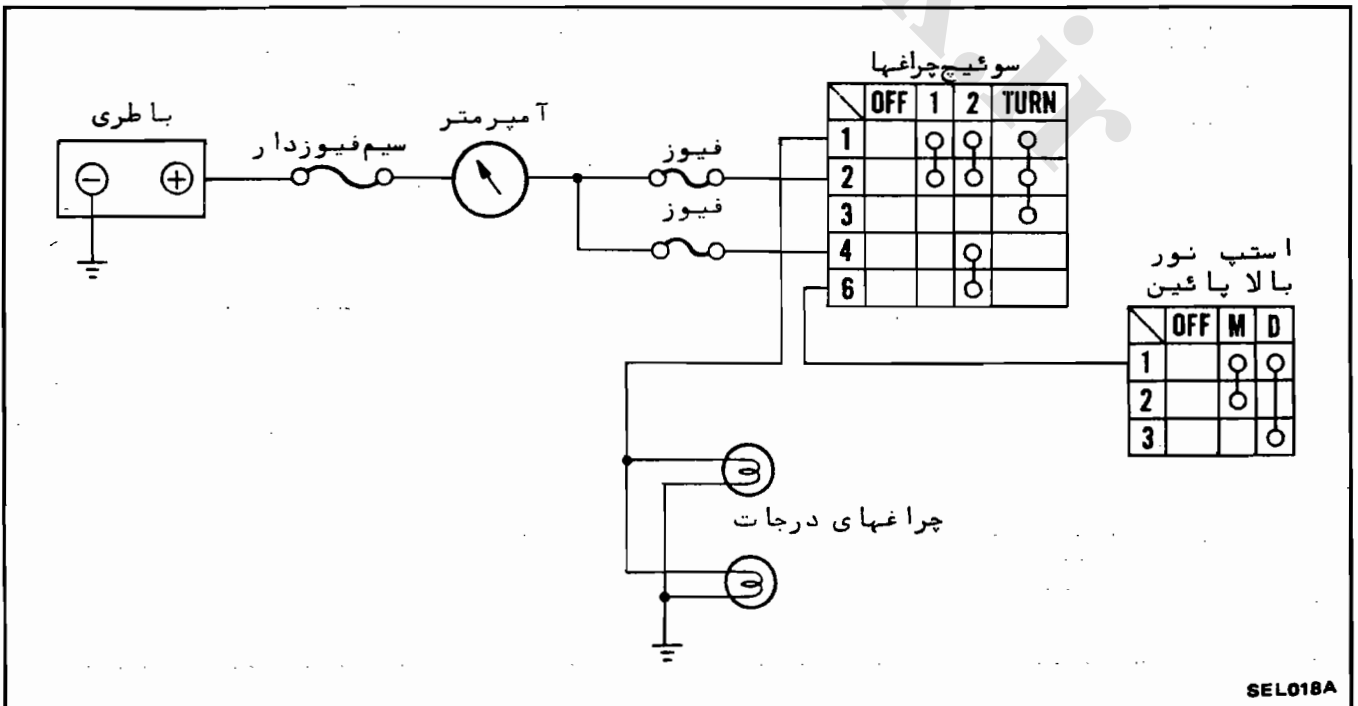 باطری
سیم فیوزدار
آمپرمتر
فیوز
فیوز
سوئیچ چراغها
OFF 1 2 TURN
1
2
3
4
6
استپ نور
بالا پائین
OFF M D
1
2
3
چراغهای درجات
SEL018A